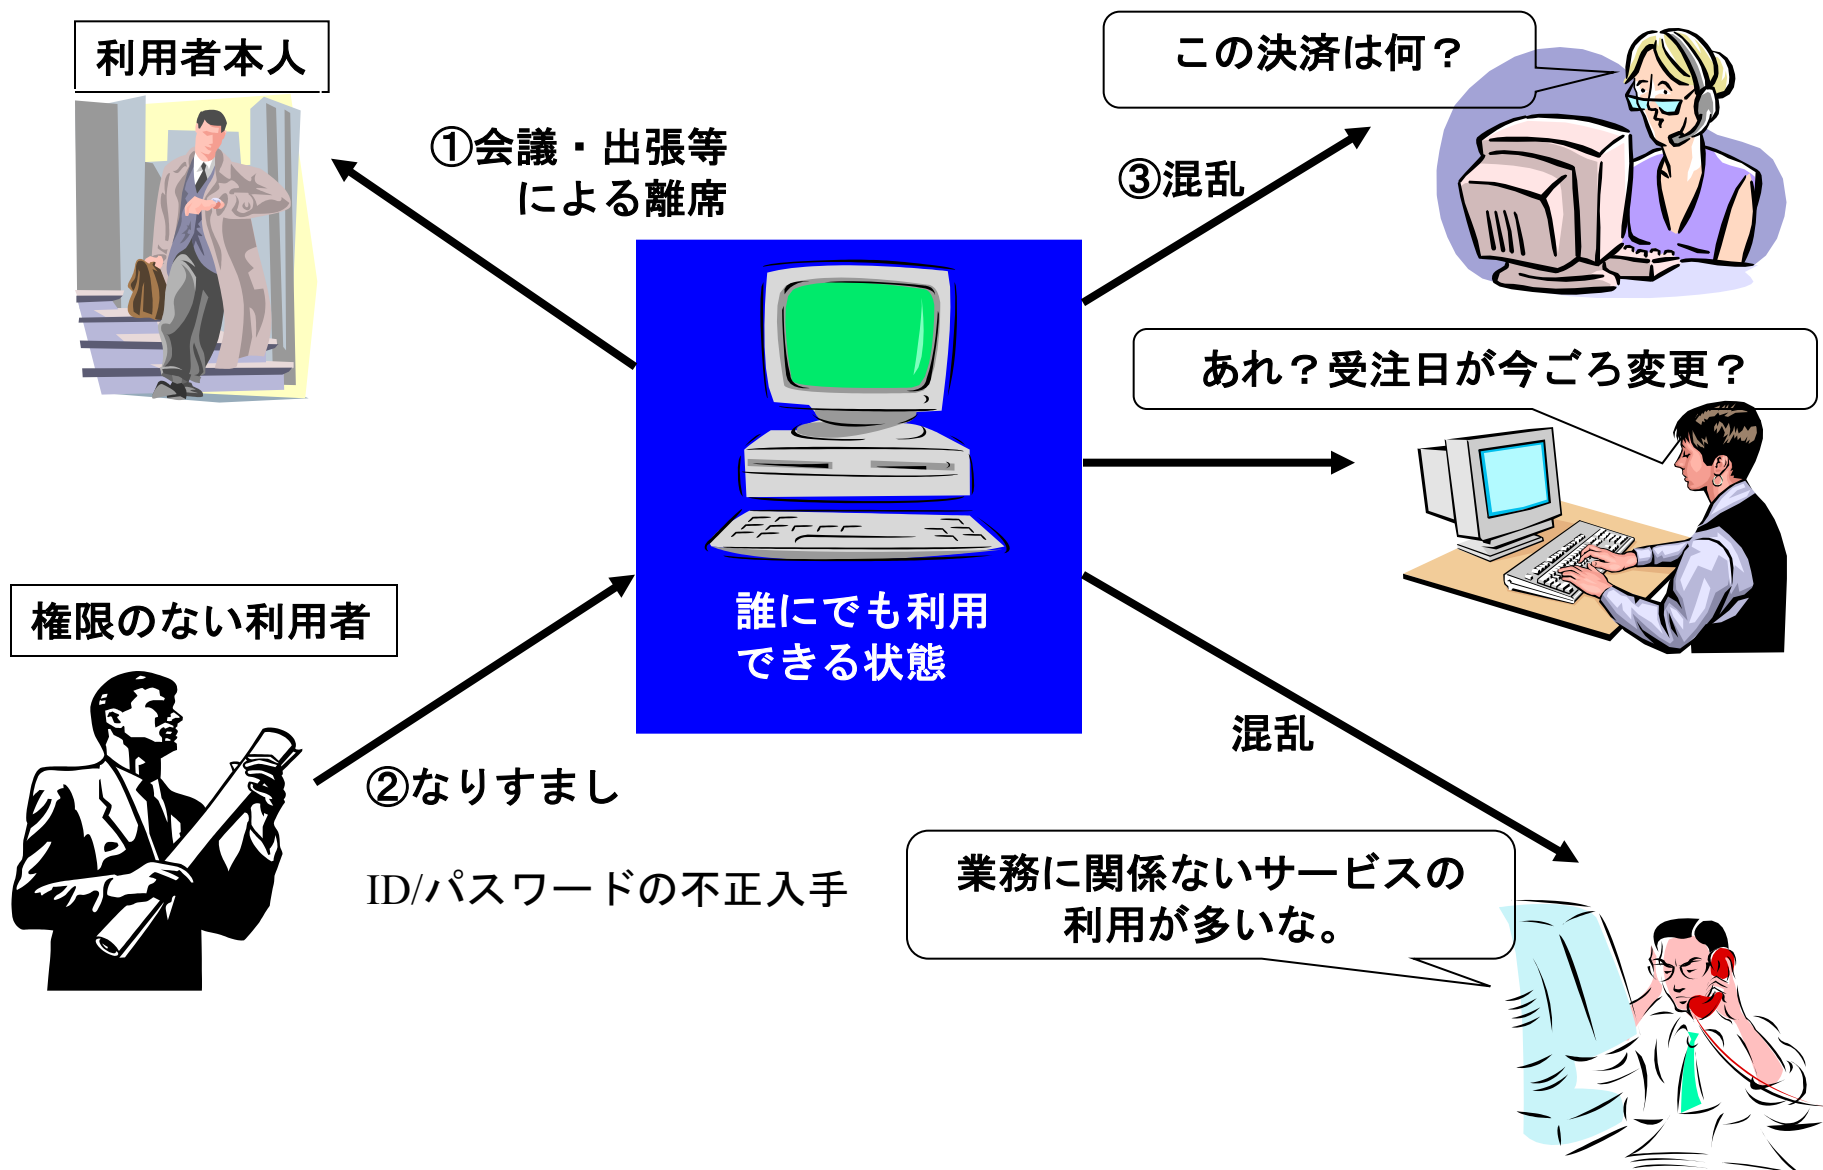 利用者本人
①会議・出張等
による離席
この決済は何？
③混乱
あれ？受注日が今ごろ変更？
誰にでも利用
できる状態
権限のない利用者
②なりすまし
ID/パスワードの不正入手
混乱
業務に関係ないサービスの
利用が多いな。